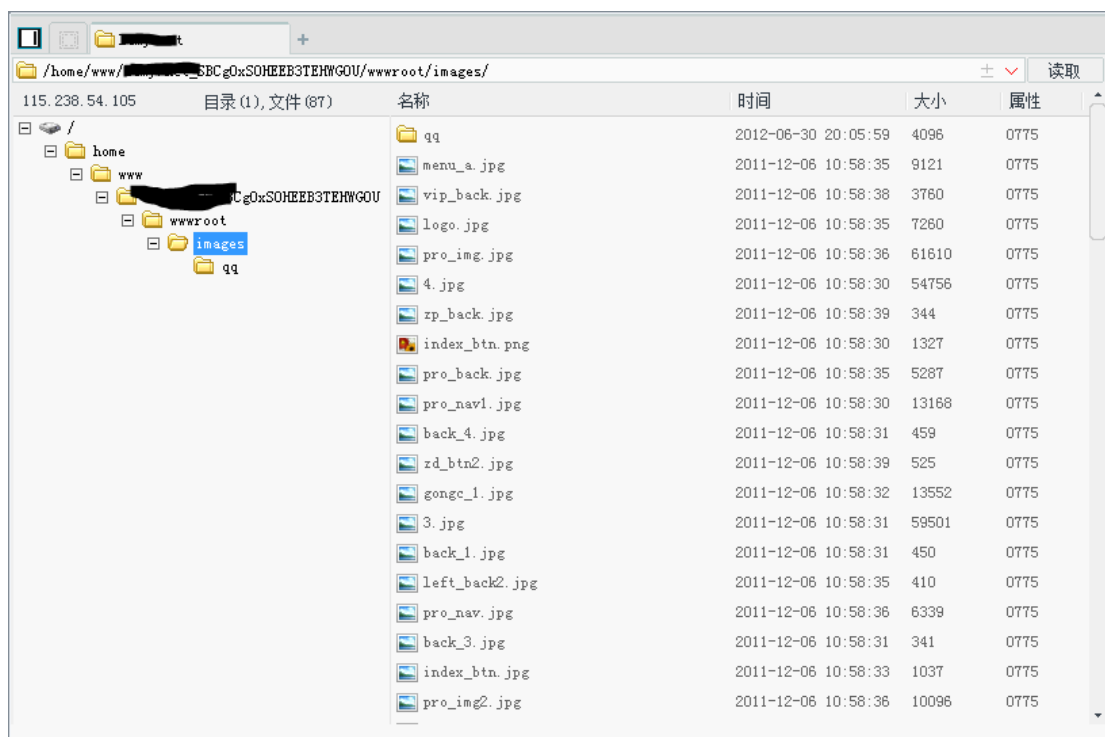 +
/home/www/ SBCgOxSOHEEB3TEHWGOU/wwwroot/images/ 读取
115.238.54.105 目录(1),文件(87) 名称 时间 大小 属性
/
home
www
CgOxSOHEEB3TEHWGOU
wwwroot
images
qq
qq 2012-06-30 20:05:59 4096 0775
menu_a.jpg 2011-12-06 10:58:35 9121 0775
vip_back.jpg 2011-12-06 10:58:38 3760 0775
logo.jpg 2011-12-06 10:58:35 7260 0775
pro_img.jpg 2011-12-06 10:58:36 61610 0775
4.jpg 2011-12-06 10:58:30 54756 0775
zp_back.jpg 2011-12-06 10:58:39 344 0775
index_btn.png 2011-12-06 10:58:30 1327 0775
pro_back.jpg 2011-12-06 10:58:35 5287 0775
pro_nav1.jpg 2011-12-06 10:58:30 13168 0775
back_4.jpg 2011-12-06 10:58:31 459 0775
zd_btn2.jpg 2011-12-06 10:58:39 525 0775
gongc_1.jpg 2011-12-06 10:58:32 13552 0775
3.jpg 2011-12-06 10:58:31 59501 0775
back_1.jpg 2011-12-06 10:58:31 450 0775
left_back2.jpg 2011-12-06 10:58:35 410 0775
pro_nav.jpg 2011-12-06 10:58:36 6339 0775
back_3.jpg 2011-12-06 10:58:31 341 0775
index_btn.jpg 2011-12-06 10:58:33 1037 0775
pro_img2.jpg 2011-12-06 10:58:36 10096 0775